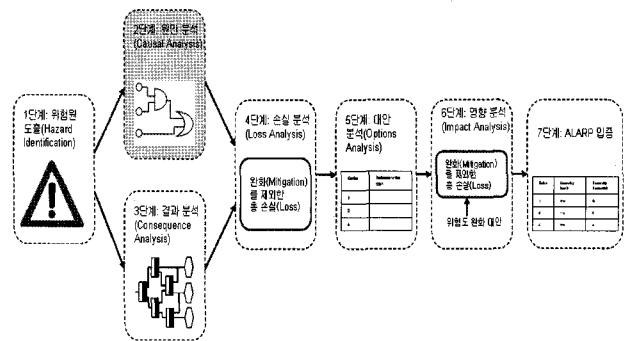 1단계: 위험원
도출(Hazard
Identification)
2단계: 원인 분석
(Causal Analysis)
3단계: 결과 분석
(Consequence
Analysis)
4단계: 손실 분석
(Loss Analysis)
완화(Mitigation)
를 제외한
총 손실(Loss)
5단계: 대안
분석(Options
Analysis)
6단계: 영향 분석
(Impact Analysis)
완화(Mitigation)
를 제외한
총 손실(Loss)
위험도 완화 대안
7단계: ALARP 입증